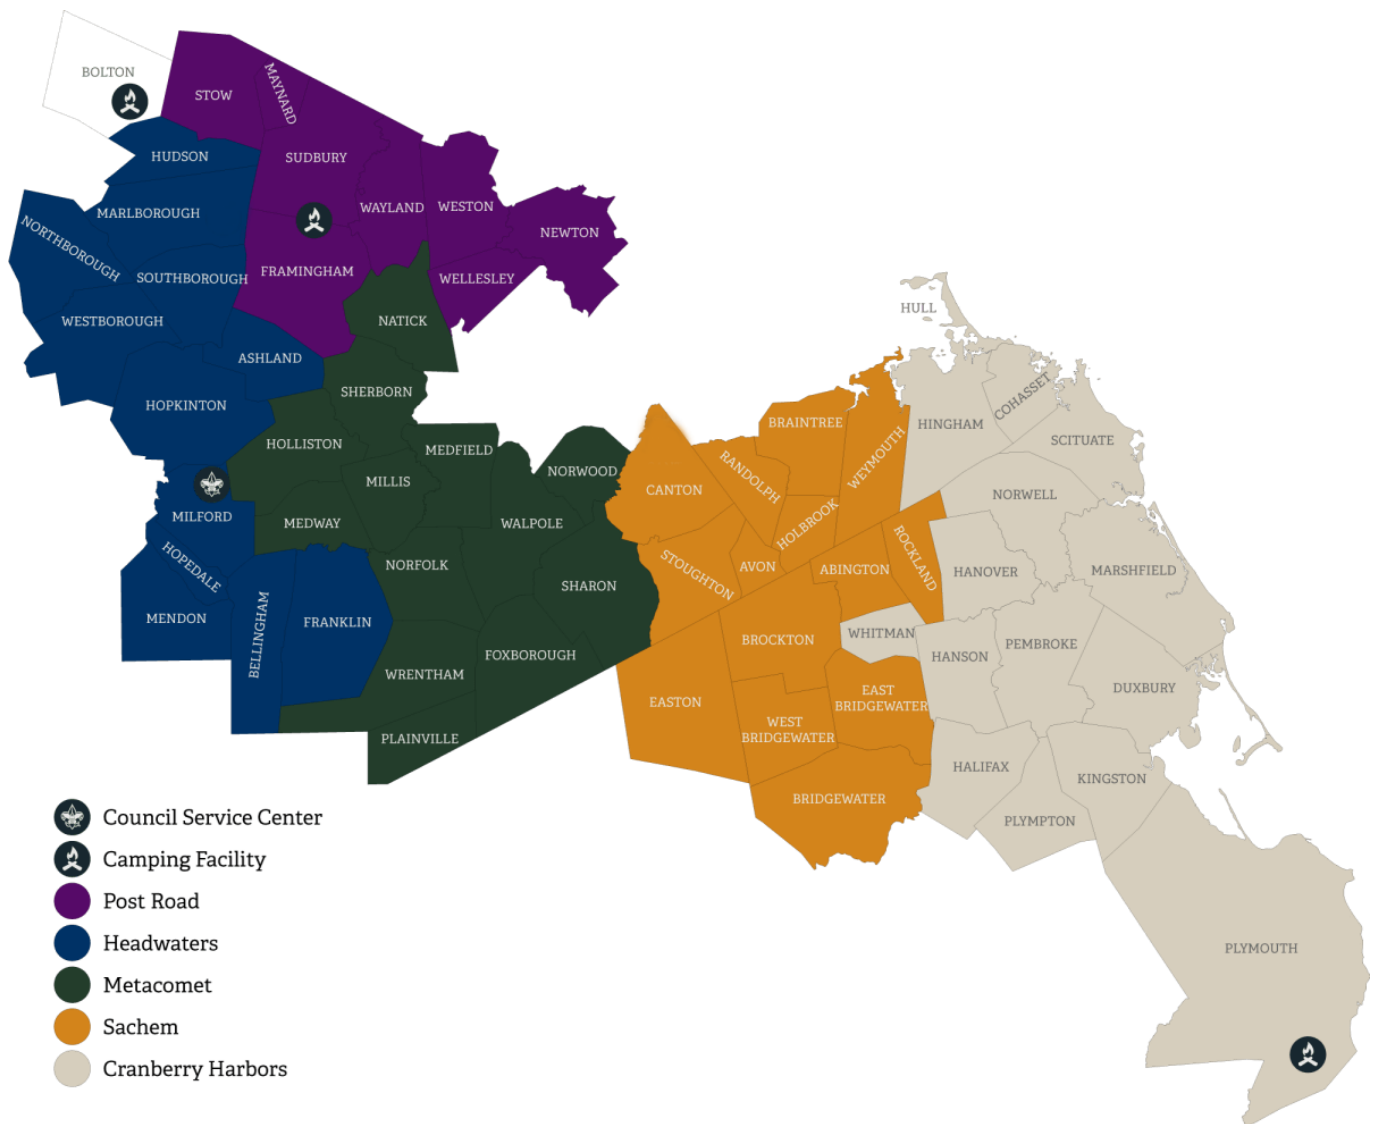 BOLTON
STOW
MAYNARD
HUDSON
SUDBURY
MARLBOROUGH
WAYLAND
WESTON
NEWTON
NORTHBOROUGH
SOUTHBOROUGH
FRAMINGHAM
WELLESLEY
WESTBOROUGH
NATICK
ASHLAND
HOPKINTON
SHERBORN
HOLLISTON
MEDFIELD
MILLIS
NORWOOD
MILFORD
MEDWAY
WALPOLE
HOPEDALE
NORFOLK
SHARON
MENDON
BELLINGHAM
FRANKLIN
WRENTHAM
FOXBOROUGH
PLAINVILLE
HULL
BRAINTREE
WEYMOUTH
HINGHAM
COHASSET
SCITUATE
CANTON
RANDOLPH
HOLBROOK
NORWELL
STOUGHTON
AVON
ABINGTON
ROCKLAND
HANOVER
MARSHFIELD
BROCKTON
WHITMAN
HANSON
PEMBROKE
EASTON
EAST
BRIDGEWATER
DUXBURY
WEST
BRIDGEWATER
HALIFAX
KINGSTON
BRIDGEWATER
PLYMPTON
PLYMOUTH
Council Service Center
Camping Facility
Post Road
Headwaters
Metacomet
Sachem
Cranberry Harbors